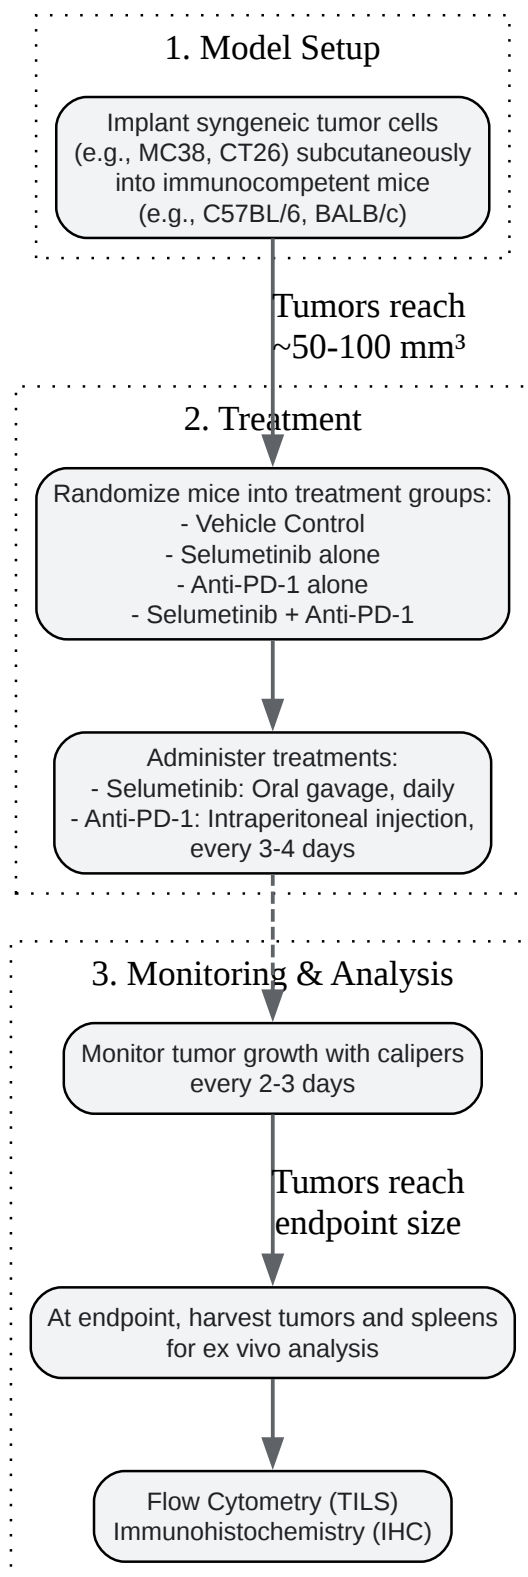 1. Model Setup
Implant syngeneic tumor cells
(e.g., MC38, CT26) subcutaneously
into immunocompetent mice
(e.g., C57BL/6, BALB/c)
Tumors reach
~50-100 mm³
2. Treatment
Randomize mice into treatment groups:
- Vehicle Control
- Selumetinib alone
- Anti-PD-1 alone
- Selumetinib + Anti-PD-1
Administer treatments:
- Selumetinib: Oral gavage, daily
- Anti-PD-1: Intraperitoneal injection,
every 3-4 days
3. Monitoring & Analysis
Monitor tumor growth with calipers
every 2-3 days
Tumors reach
endpoint size
At endpoint, harvest tumors and spleens
for ex vivo analysis
Flow Cytometry (TILS)
Immunohistochemistry (IHC)